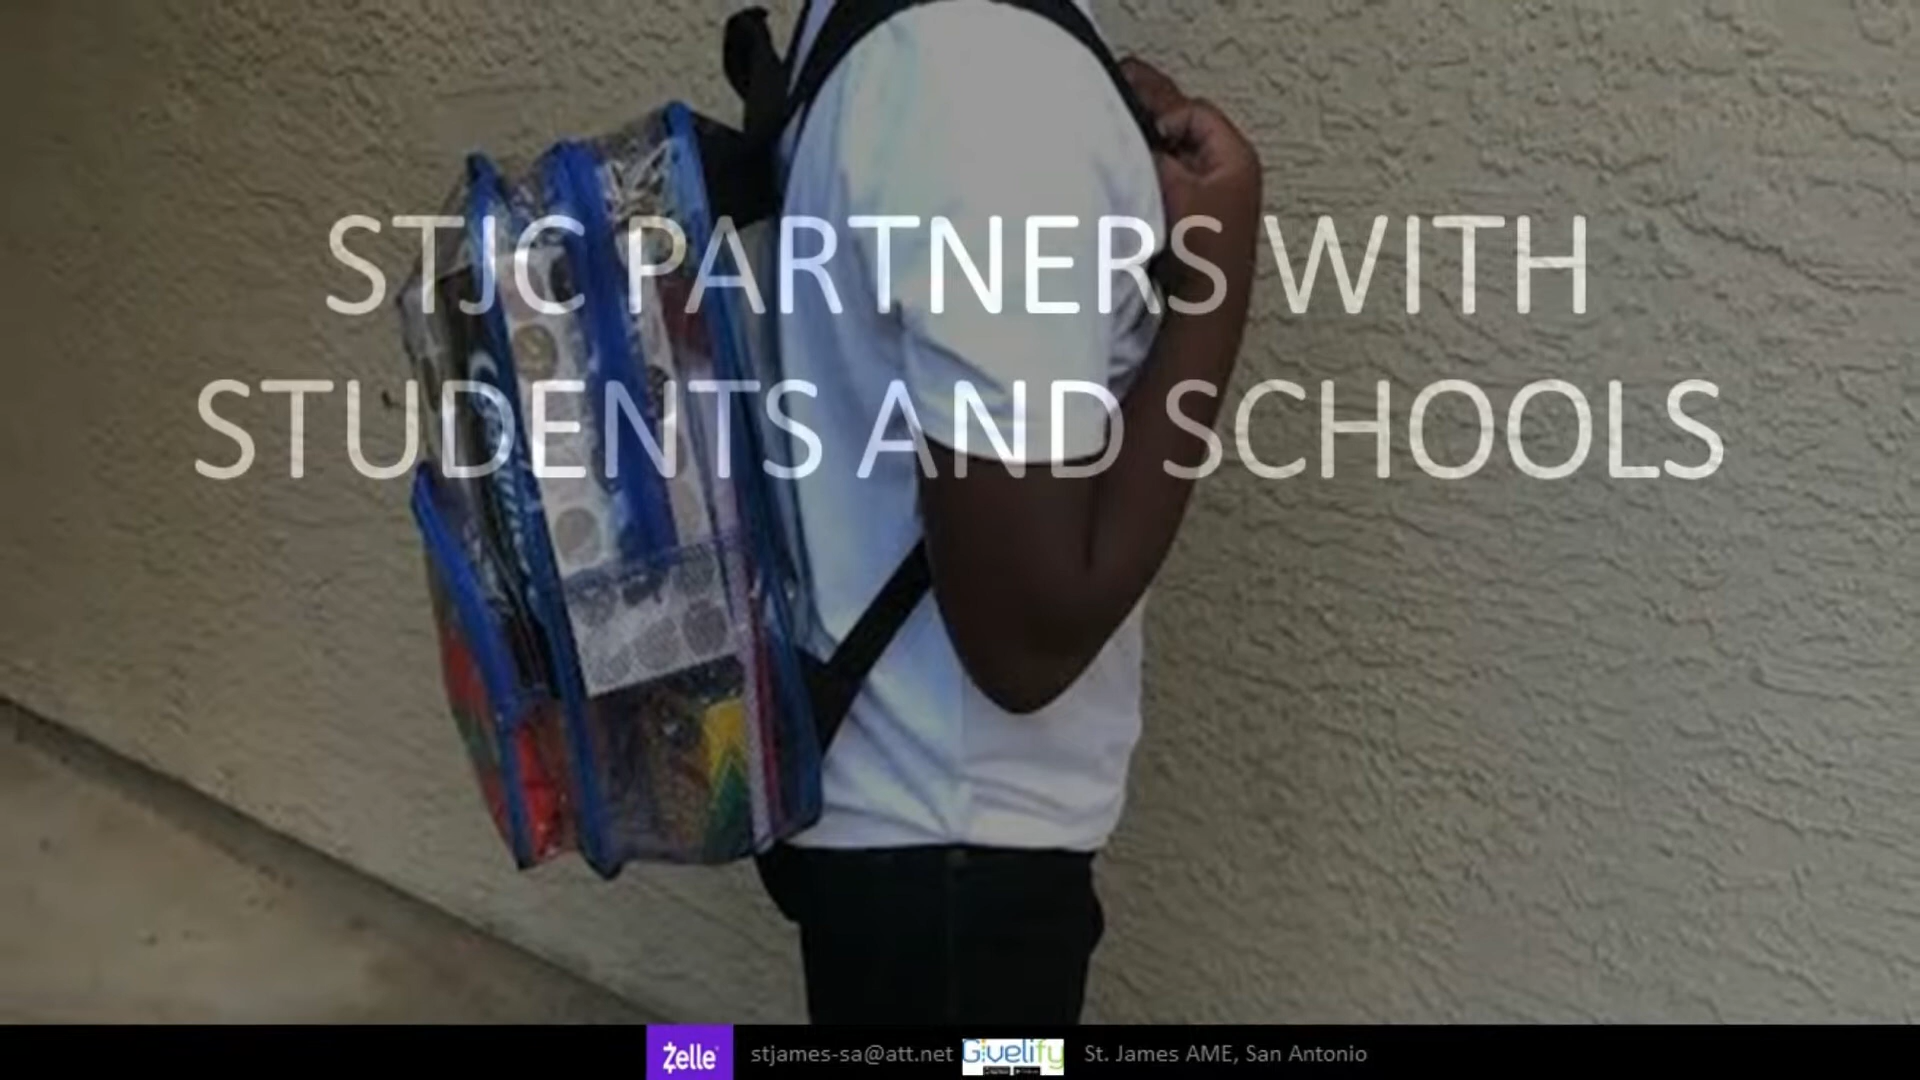 STJC PARTNERS WITH
STUDENTS AND SCHOOLS
Zelle stjames-sa@att.net Givelify St. James AME, San Antonio